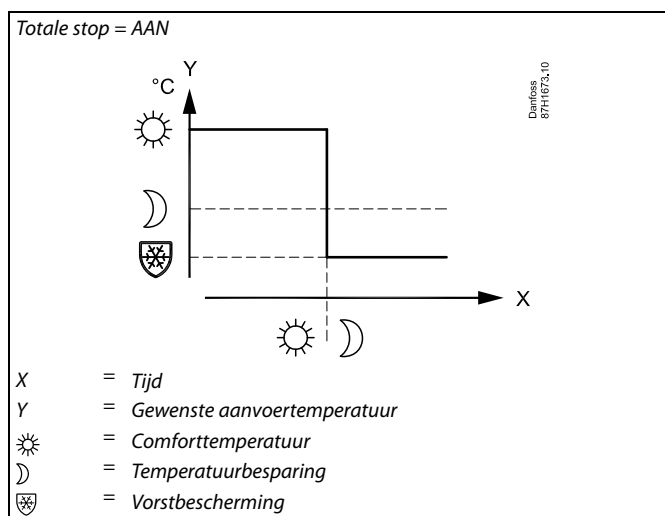 Totale stop = AAN
Y
°C
Danfoss
87H1673.10
X
X = Tijd
Y = Gewenste aanvoertemperatuur
= Comforttemperatuur
= Temperatuurbesparing
= Vorstbescherming